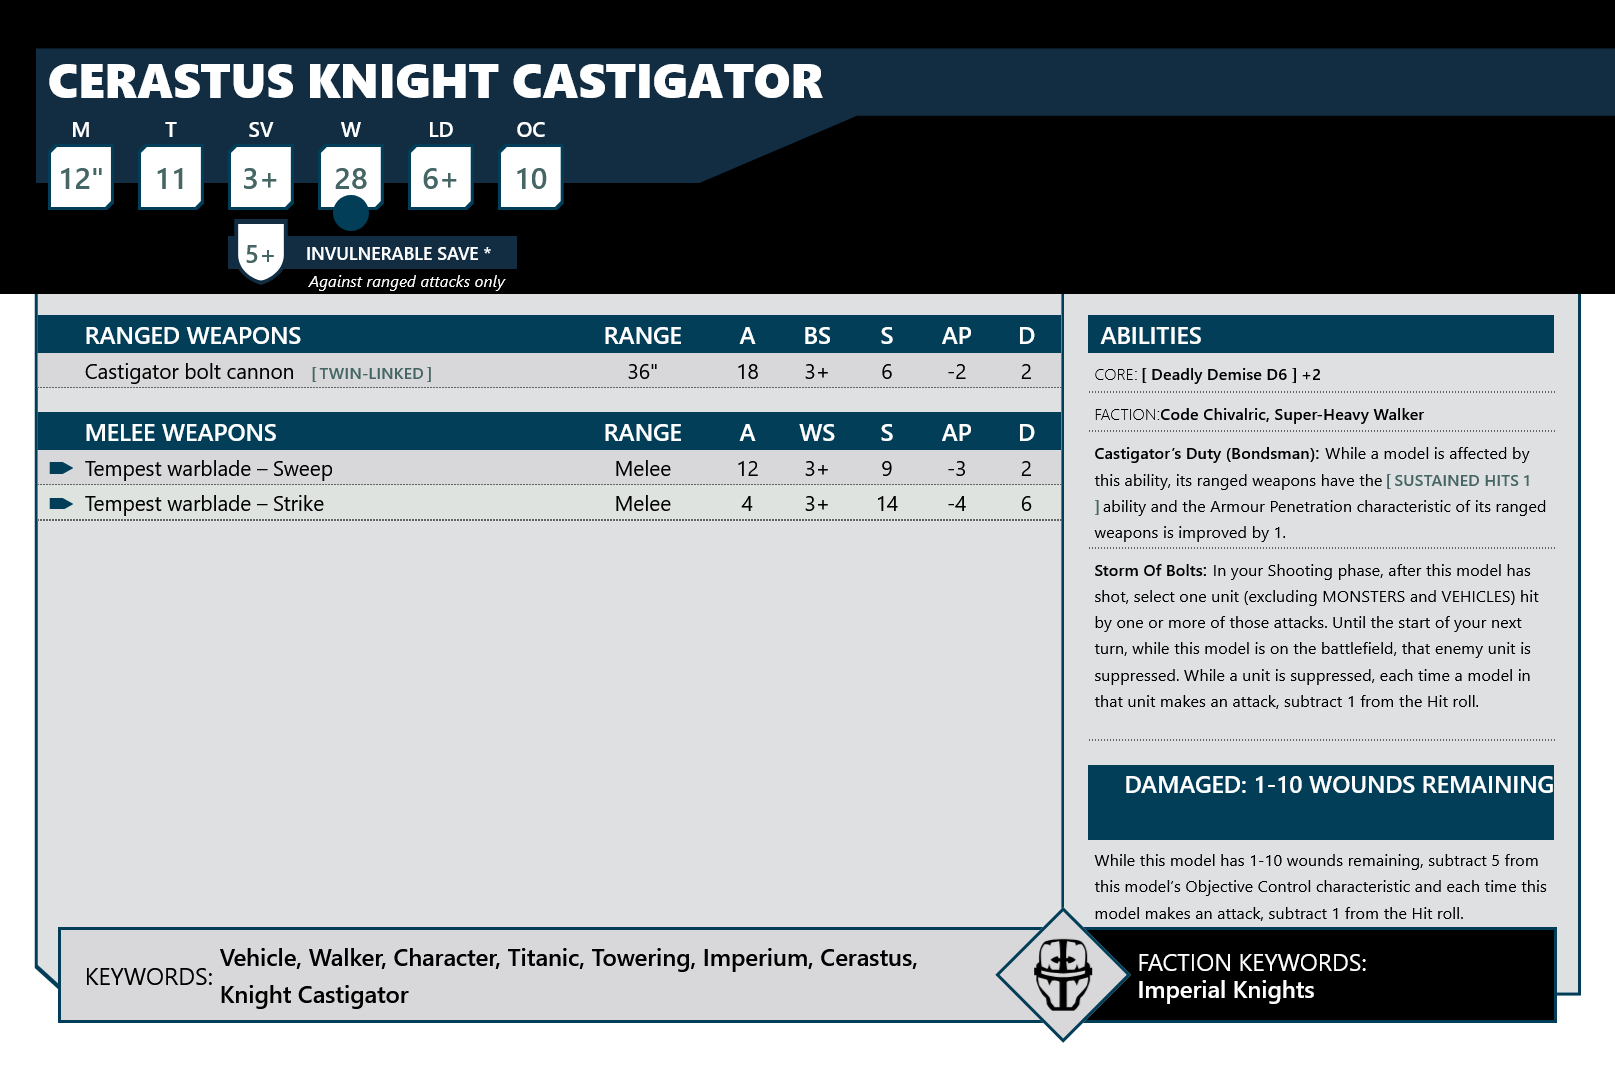 CERASTUS KNIGHT CASTIGATOR
M T SV W LD OC
12" 11 3+ 28 6+ 10
5+ INVULNERABLE SAVE *
Against ranged attacks only
RANGED WEAPONS RANGE A BS S AP D
Castigator bolt cannon [ TWIN-LINKED ] 36" 18 3+ 6 -2 2
MELEE WEAPONS RANGE A WS S AP D
Tempest warblade – Sweep Melee 12 3+ 9 -3 2
Tempest warblade – Strike Melee 4 3+ 14 -4 6
ABILITIES
CORE: [ Deadly Demise D6 ] +2
FACTION:Code Chivalric, Super-Heavy Walker
Castigator’s Duty (Bondsman): While a model is affected by
this ability, its ranged weapons have the [ SUSTAINED HITS 1
] ability and the Armour Penetration characteristic of its ranged
weapons is improved by 1.
Storm Of Bolts: In your Shooting phase, after this model has
shot, select one unit (excluding MONSTERS and VEHICLES) hit
by one or more of those attacks. Until the start of your next
turn, while this model is on the battlefield, that enemy unit is
suppressed. While a unit is suppressed, each time a model in
that unit makes an attack, subtract 1 from the Hit roll.
DAMAGED: 1-10 WOUNDS REMAINING
While this model has 1-10 wounds remaining, subtract 5 from
this model’s Objective Control characteristic and each time this
model makes an attack, subtract 1 from the Hit roll.
KEYWORDS: Vehicle, Walker, Character, Titanic, Towering, Imperium, Cerastus,
Knight Castigator
FACTION KEYWORDS:
Imperial Knights